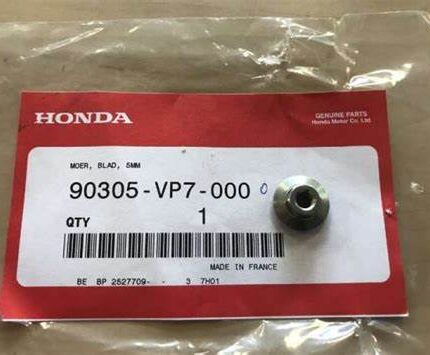 HONDA
GENUINE PARTS
Honda Motor Co., Ltd.
MOER, BLAD, 5MM
90305-VP7-000 0
QTY 1
MADE IN FRANCE
BE BP 2527709- - 3 7H01